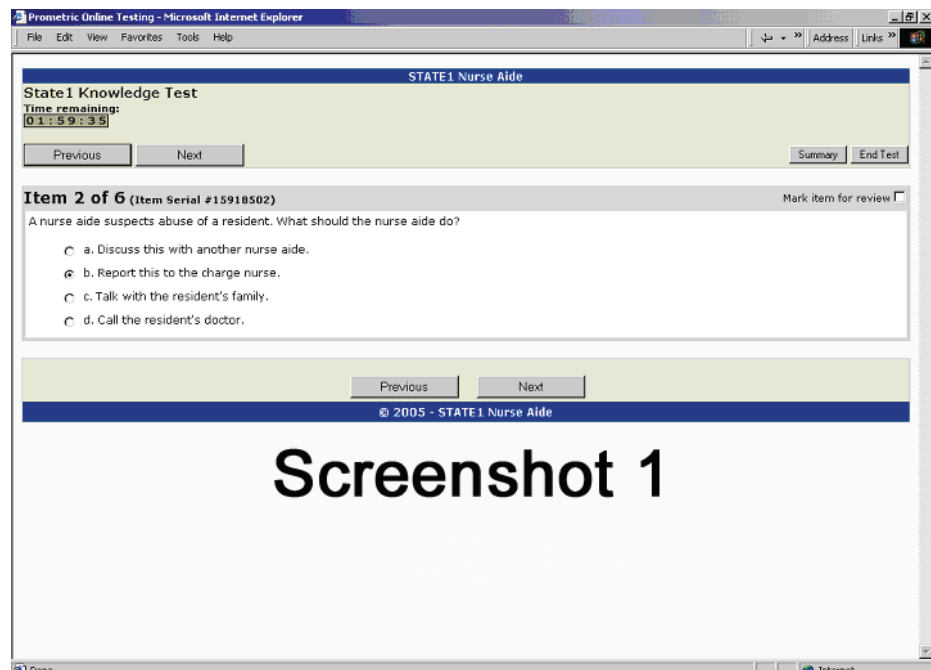 Prometric Online Testing - Microsoft Internet Explorer
File Edit View Favorites Tools Help
» Address Links »
STATE1 Nurse Aide
State1 Knowledge Test
Time remaining:
01:59:35
Previous Next Summary End Test
Item 2 of 6 (Item Serial #15918502) Mark item for review
A nurse aide suspects abuse of a resident. What should the nurse aide do?
a. Discuss this with another nurse aide.
b. Report this to the charge nurse.
c. Talk with the resident's family.
d. Call the resident's doctor.
Previous Next
© 2005 - STATE1 Nurse Aide
Screenshot 1
Done Internet